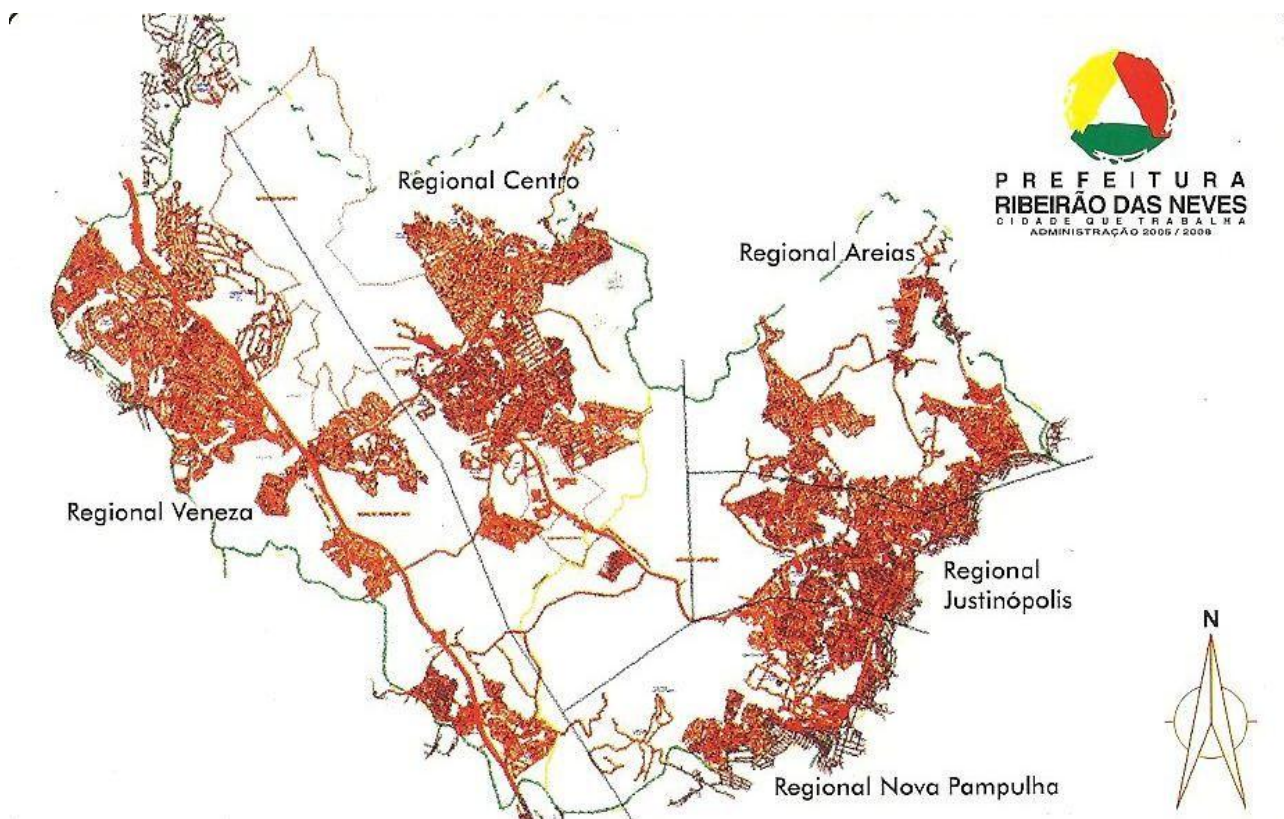 Regional Centro
PREFEITURA
RIBEIRÃO DAS NEVES
CIDADE QUE TRABALHA
ADMINISTRAÇÃO 2005 / 2008
Regional Areias
Regional Veneza
Regional
Justinópolis
N
Regional Nova Pampulha